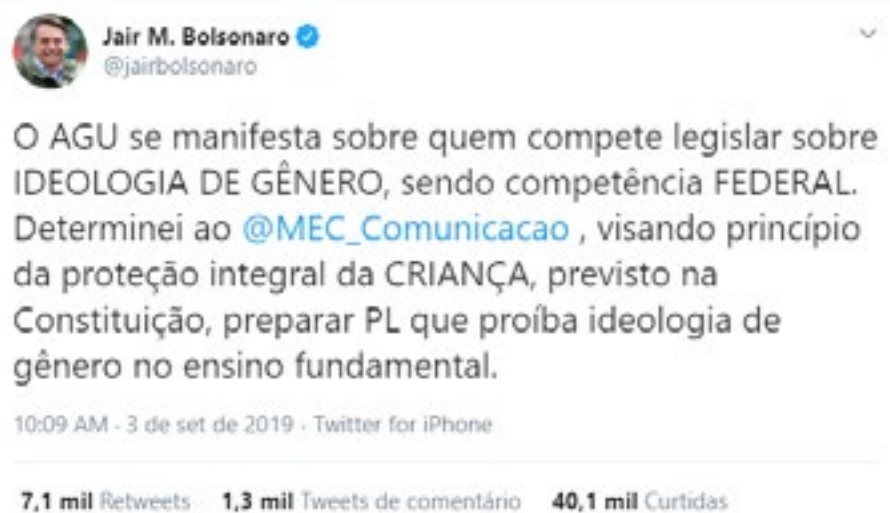 Jair M. Bolsonaro
@jairbolsonaro
O AGU se manifesta sobre quem compete legislar sobre
IDEOLOGIA DE GÊNERO, sendo competência FEDERAL.
Determinei ao @MEC_Comunicacao , visando princípio
da proteção integral da CRIANÇA, previsto na
Constituição, preparar PL que proíba ideologia de
gênero no ensino fundamental.
10:09 AM · 3 de set de 2019 · Twitter for iPhone
7,1 mil Retweets 1,3 mil Tweets de comentário 40,1 mil Curtidas